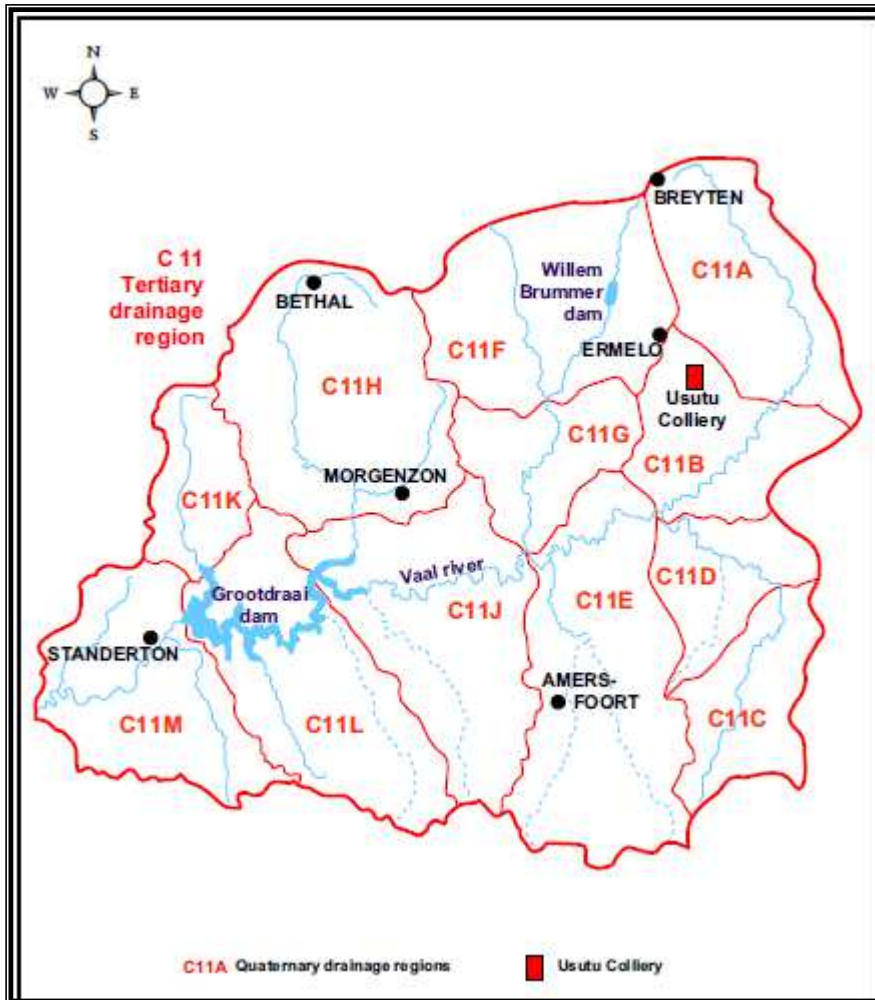 N
W E
S
BREYTEN
C 11
Tertiary
drainage
region
C11A
BETHAL
Willem
Brummer
dam
ERMELO
C11F
C11H
Usutu
Colliery
C11G
C11B
MORGENZON
C11K
Vaal river
C11D
Grootdraai
dam
C11J
C11E
STANDERTON
AMERS-
FOORT
C11C
C11M
C11L
C11A Quaternary drainage regions
Usutu Colliery